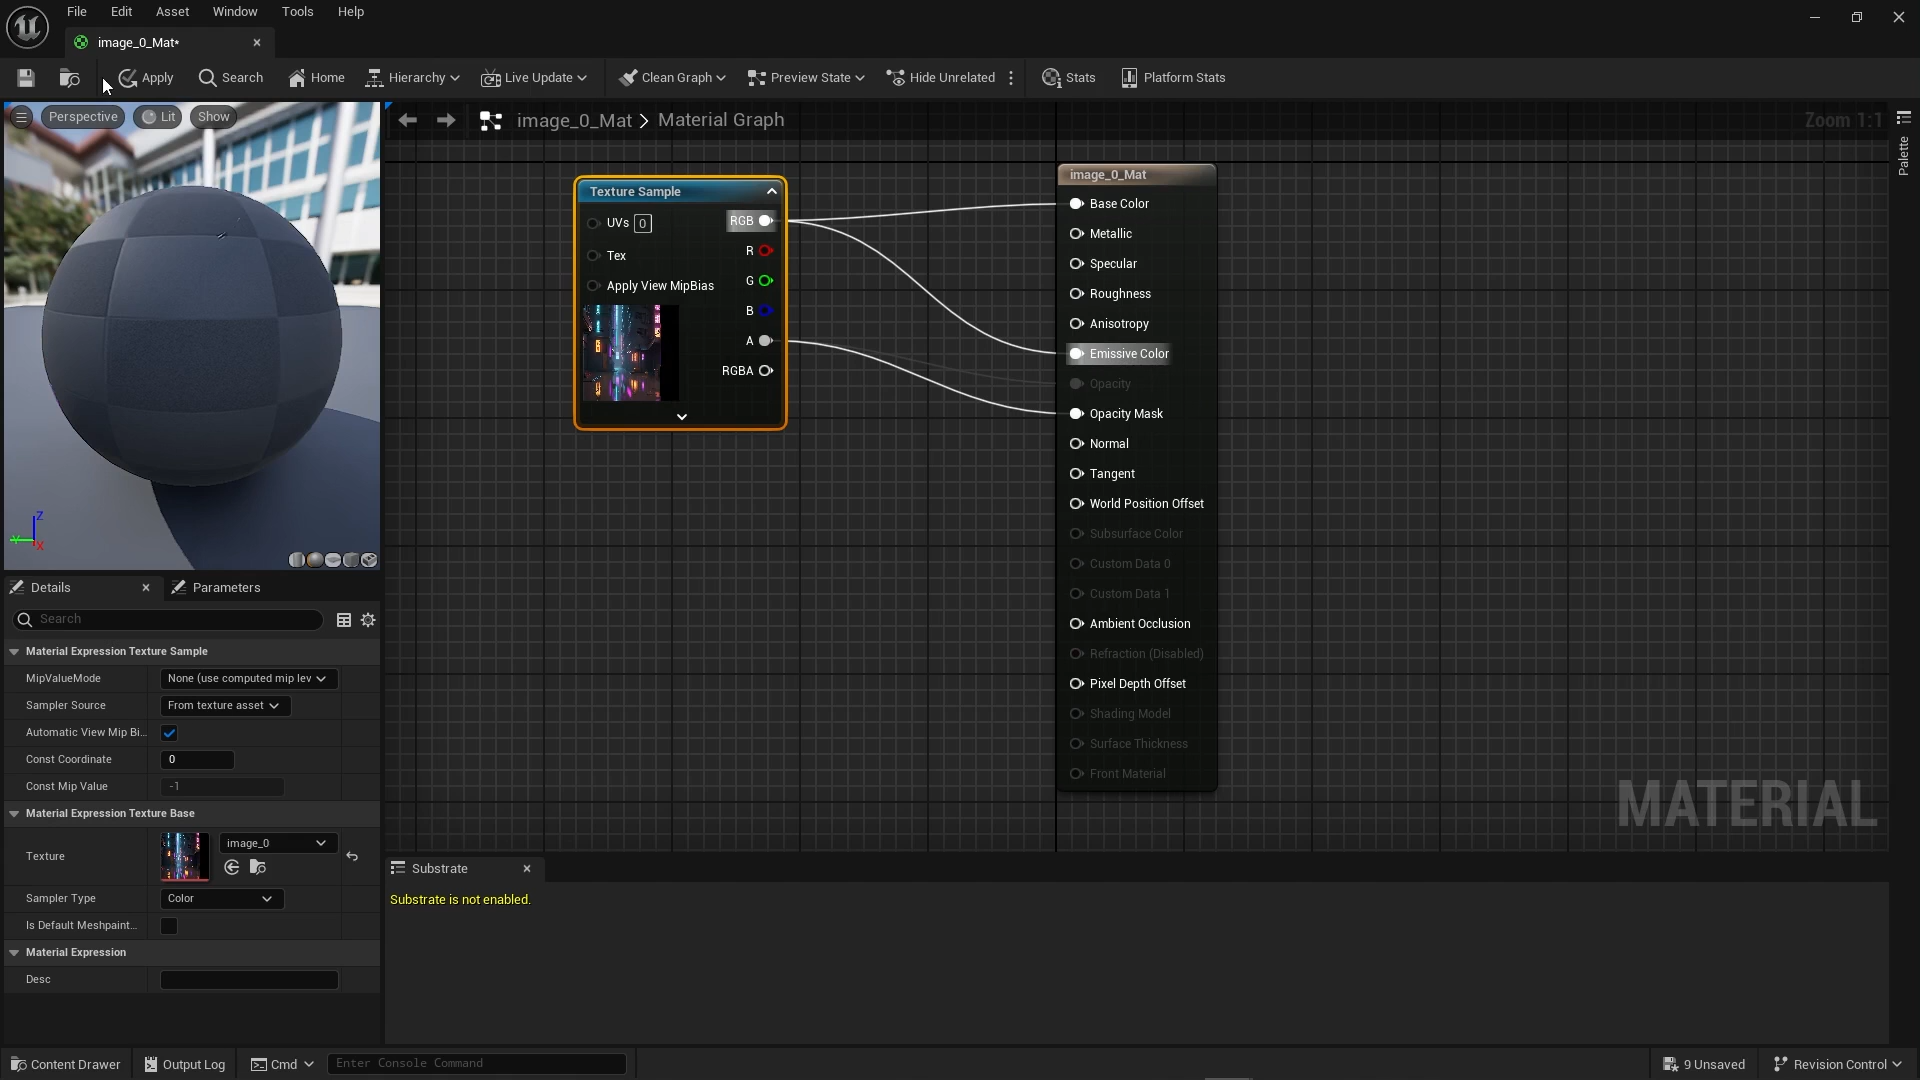 File Edit Asset Window Tools Help
image_0_Mat*
Apply Search Home Hierarchy Live Update Clean Graph Preview State Hide Unrelated Stats Platform Stats
Perspective Lit Show
image_0_Mat > Material Graph
Zoom 1:1
Palette
Texture Sample
UVs 0
Tex
Apply View MipBias
RGB
R
G
B
A
RGBA
image_0_Mat
Base Color
Metallic
Specular
Roughness
Anisotropy
Emissive Color
Opacity
Opacity Mask
Normal
Tangent
World Position Offset
Subsurface Color
Custom Data 0
Custom Data 1
Ambient Occlusion
Refraction (Disabled)
Pixel Depth Offset
Shading Model
Surface Thickness
Front Material
MATERIAL
Z
Y
X
Details Parameters
Search
Material Expression Texture Sample
MipValueMode None (use computed mip lev
Sampler Source From texture asset
Automatic View Mip Bi...
Const Coordinate 0
Const Mip Value -1
Material Expression Texture Base
Texture image_0
Sampler Type Color
Is Default Meshpaint...
Material Expression
Desc
Substrate
Substrate is not enabled.
Content Drawer Output Log Cmd Enter Console Command 9 Unsaved Revision Control